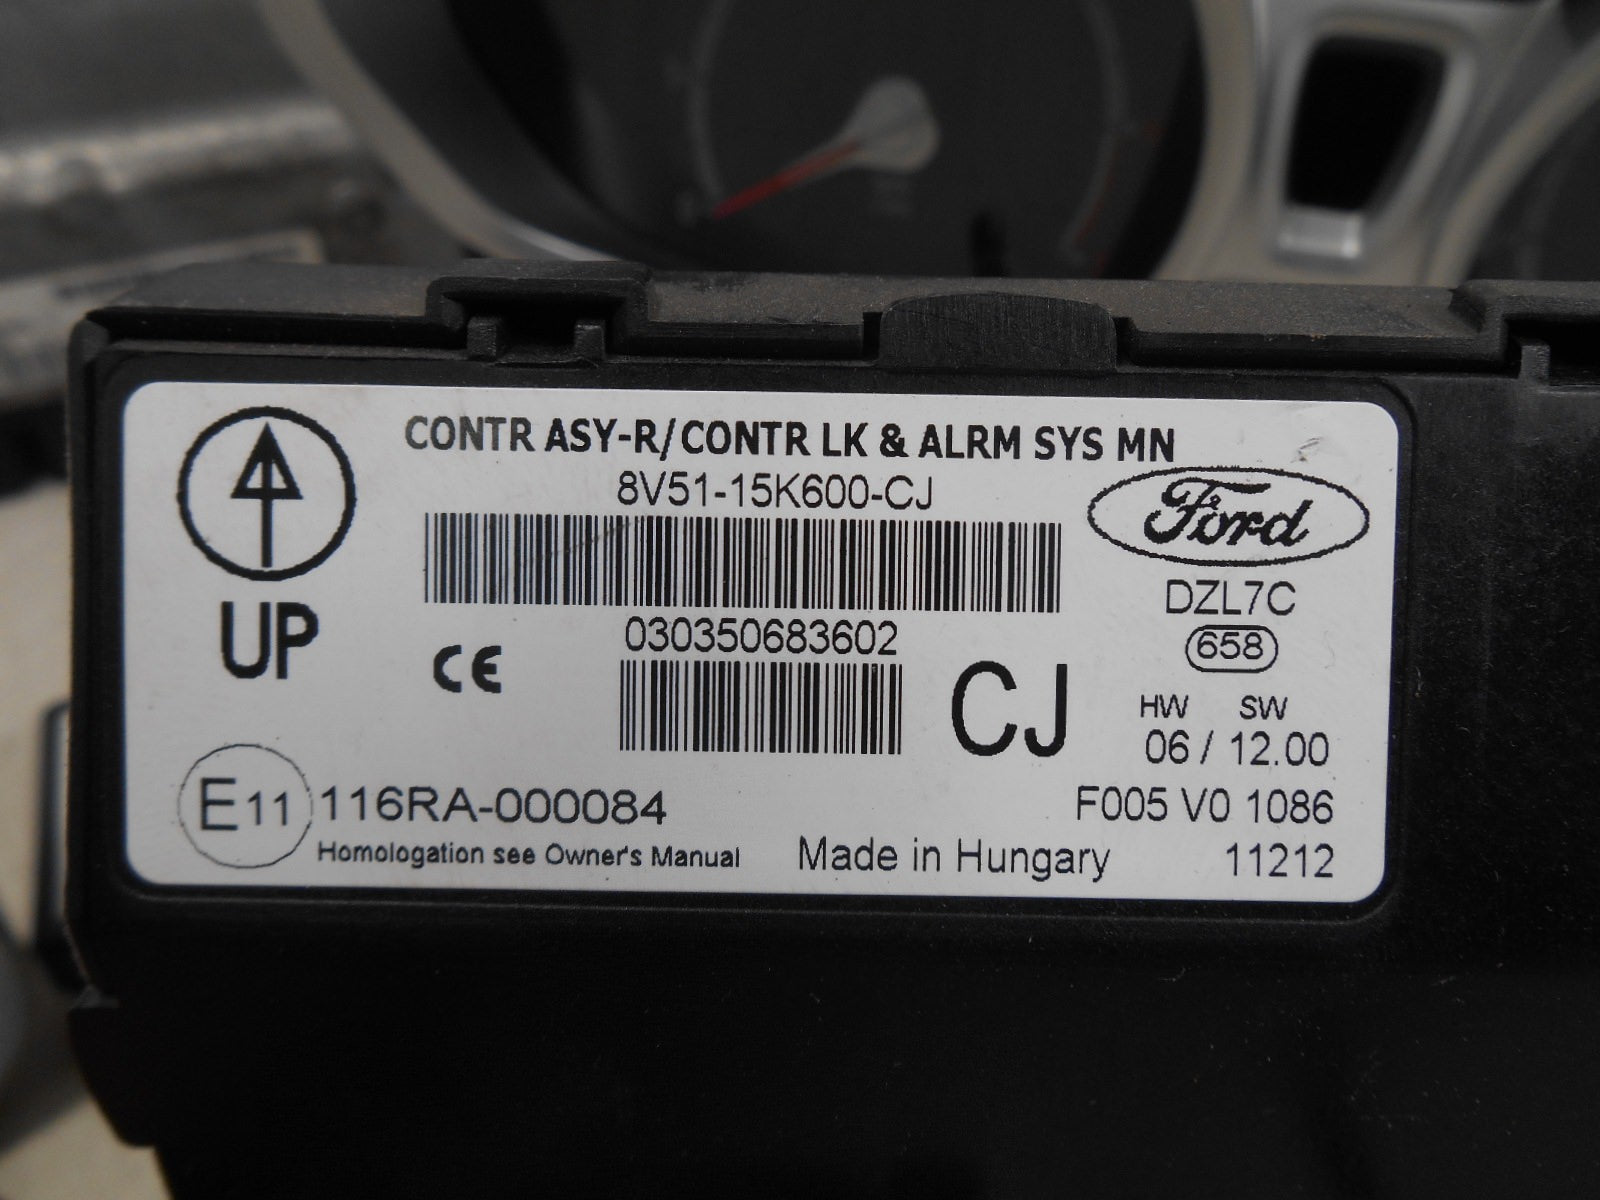 CONTR ASY-R/CONTR LK & ALRM SYS MN
8V51-15K600-CJ
Ford
UP
030350683602
DZL7C
658
CE
CJ
HW SW
06 / 12.00
E11 116RA-000084
F005 V0 1086
Homologation see Owner's Manual
Made in Hungary
11212